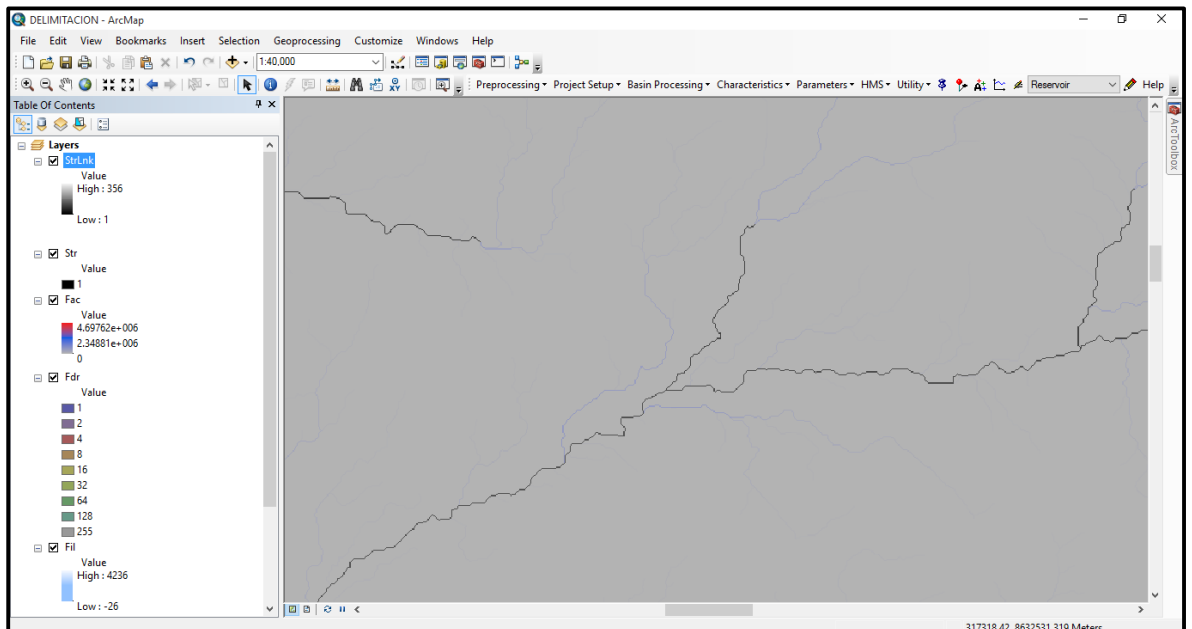 DELIMITACION - ArcMap
File Edit View Bookmarks Insert Selection Geoprocessing Customize Windows Help
1:40,000
Preprocessing Project Setup Basin Processing Characteristics Parameters HMS Utility Reservoir Help
Table Of Contents
ArcToolbox
Layers
StrLnk
Value
High : 356
Low : 1
Str
Value
1
Fac
Value
4.69762e+006
2.34881e+006
0
Fdr
Value
1
2
4
8
16
32
64
128
255
Fil
Value
High : 4236
Low : -26
317318.42 8632531.319 Meters